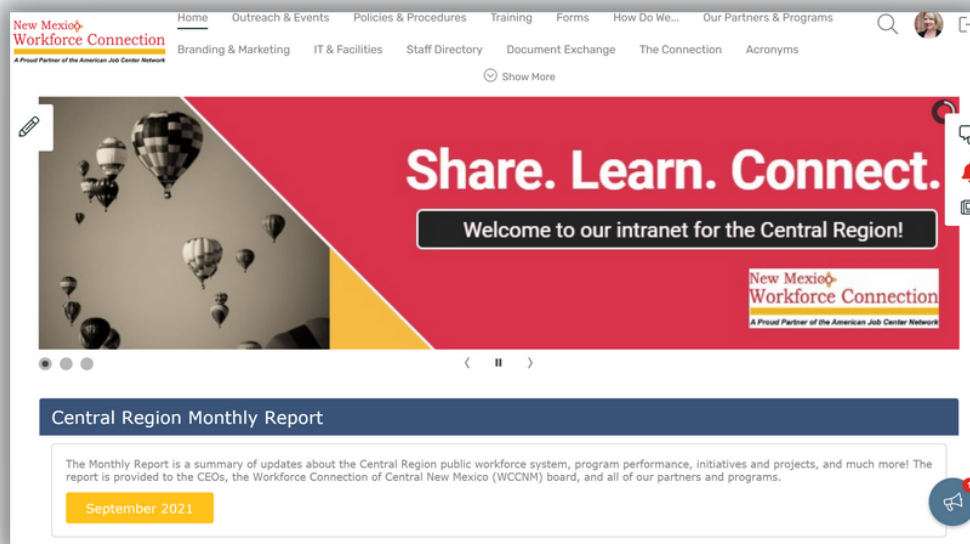 New Mexico
Workforce Connection
A Proud Partner of the American Job Center Network
Home Outreach & Events Policies & Procedures Training Forms How Do We... Our Partners & Programs
Branding & Marketing IT & Facilities Staff Directory Document Exchange The Connection Acronyms
Show More
Share. Learn. Connect.
Welcome to our intranet for the Central Region!
New Mexico
Workforce Connection
A Proud Partner of the American Job Center Network
Central Region Monthly Report
The Monthly Report is a summary of updates about the Central Region public workforce system, program performance, initiatives and projects, and much more! The
report is provided to the CEOs, the Workforce Connection of Central New Mexico (WCCNM) board, and all of our partners and programs.
September 2021